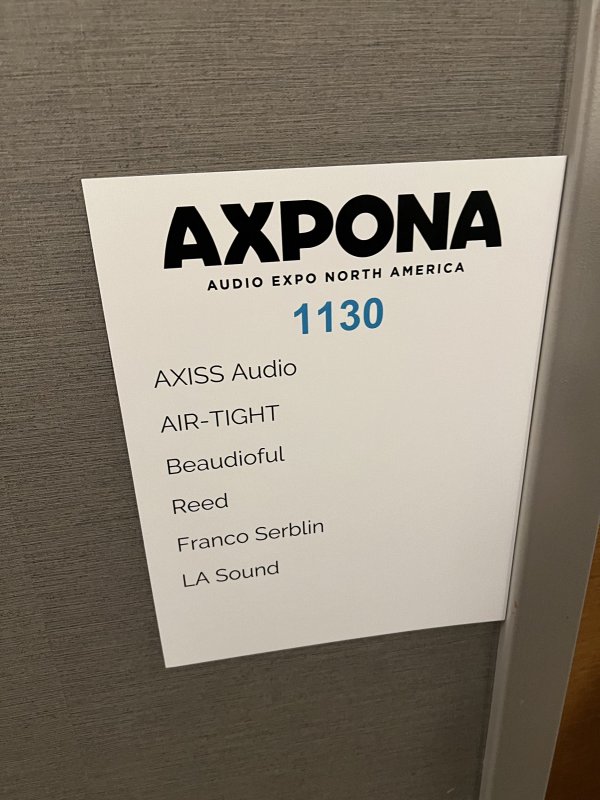 AXPONA
AUDIO EXPO NORTH AMERICA
1130
AXISS Audio
AIR-TIGHT
Beaudioful
Reed
Franco Serblin
LA Sound